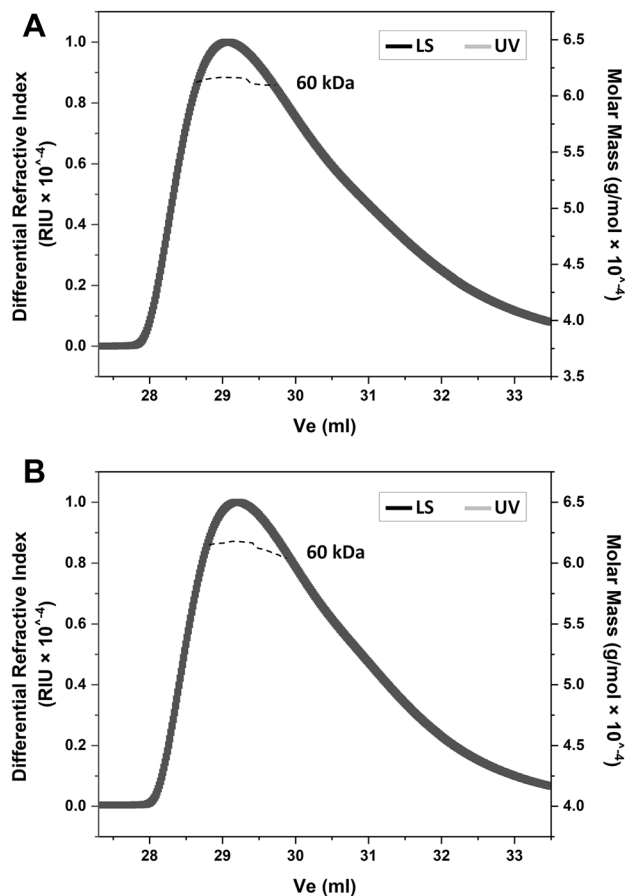 A
LS UV
60 kDa
1.0
0.8
0.6
0.4
0.2
0.0
Differential Refractive Index
(RIU × 10^-4)
6.5
6.0
5.5
5.0
4.5
4.0
3.5
Molar Mass (g/mol × 10^-4)
28 29 30 31 32 33
Ve (ml)
B
LS UV
60 kDa
1.0
0.8
0.6
0.4
0.2
0.0
Differential Refractive Index
(RIU × 10^-4)
6.5
6.0
5.5
5.0
4.5
4.0
Molar Mass (g/mol × 10^-4)
28 29 30 31 32 33
Ve (ml)